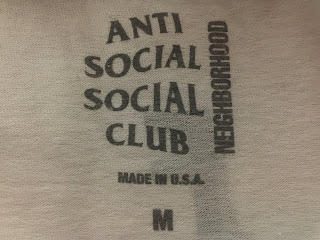 ANTI
SOCIAL
SOCIAL
CLUB
NEIGHBORHOOD
MADE IN U.S.A.
M